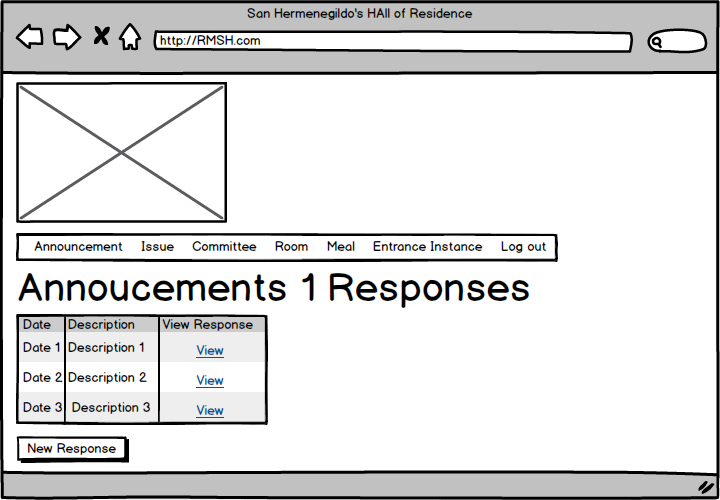 San Hermenegildo's HAll of Residence
http://RMSH.com
Announcement Issue Committee Room Meal Entrance Instance Log out
Annoucements 1 Responses
Date Description View Response
Date 1 Description 1 View
Date 2 Description 2 View
Date 3 Description 3 View
New Response